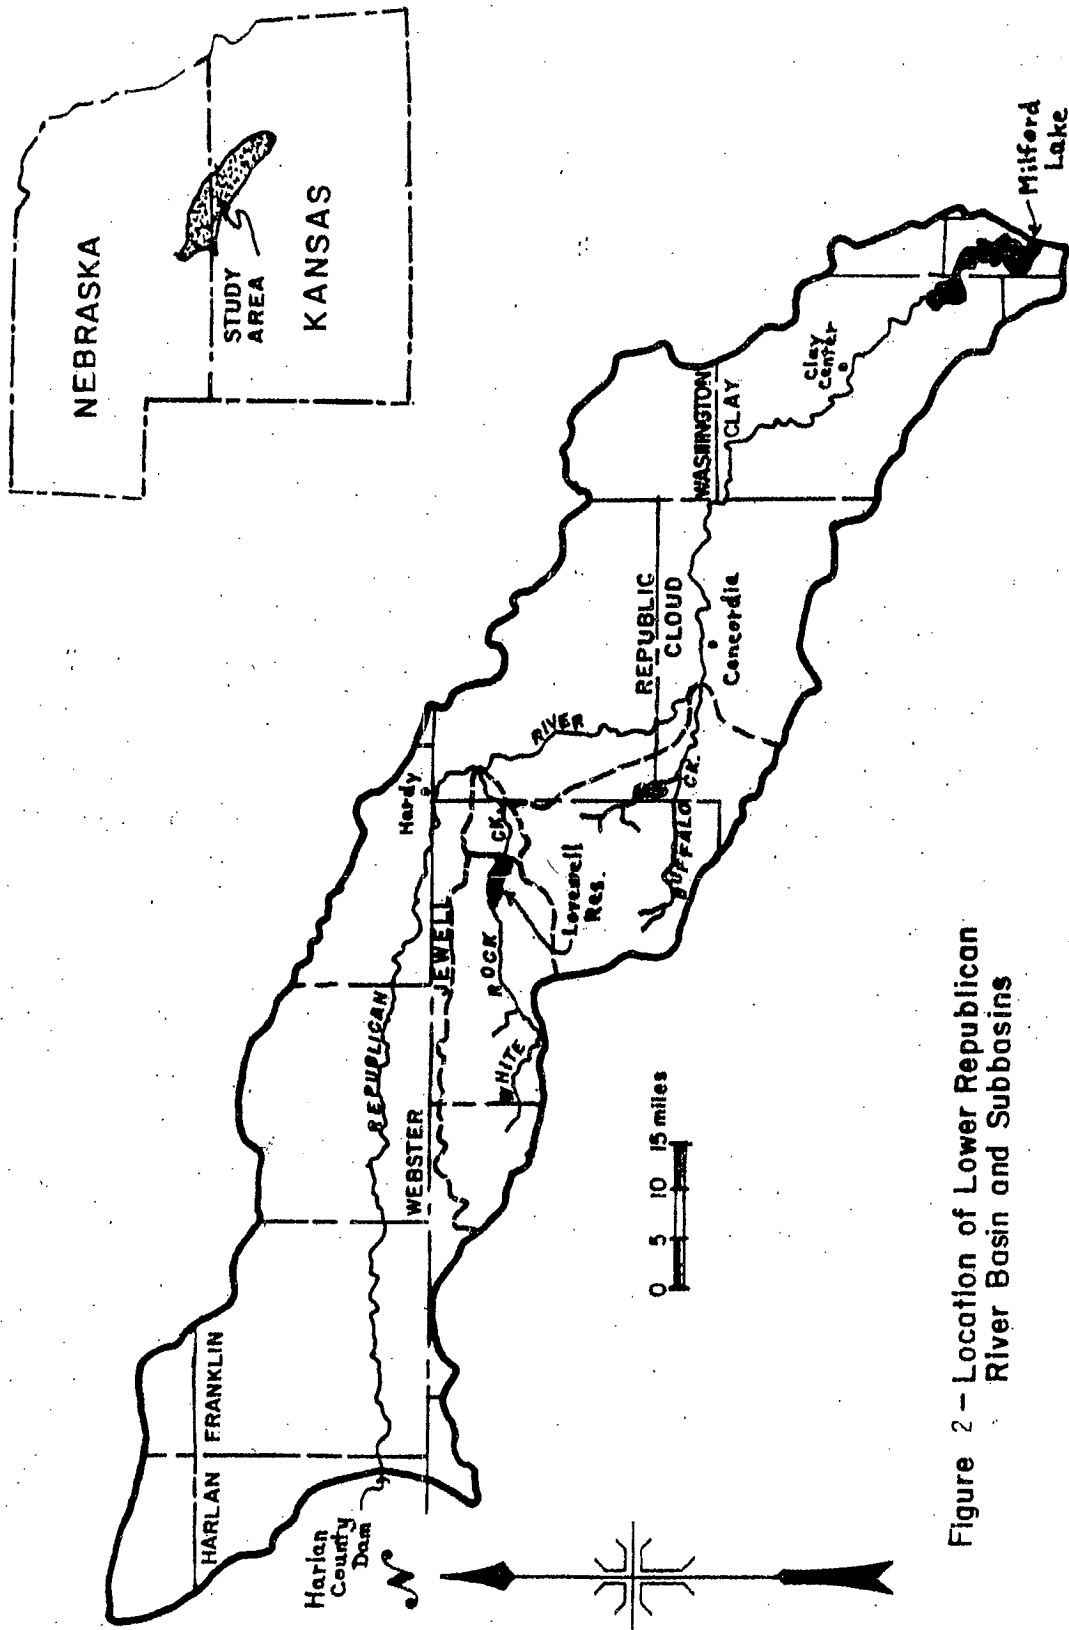 NEBRASKA
STUDY
AREA
KANSAS
HARLAN
FRANKLIN
Harlan
County
Dam
N
REPUBLICAN
WEBSTER
JEWELL
Hardy
WHITE
ROCK
CK.
Lovewell
Res.
RIVER
BUFFALO
CK.
REPUBLIC
CLOUD
Concordia
WASHINGTON
CLAY
Clay
Center
Milford
Lake
0 5 10 15 miles
Figure 2 – Location of Lower Republican
River Basin and Subbasins